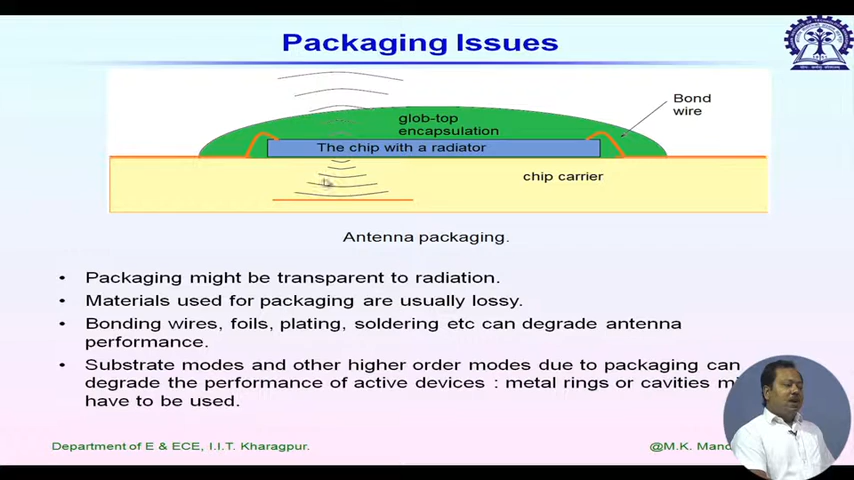 Packaging Issues
glob-top
encapsulation
Bond
wire
The chip with a radiator
chip carrier
Antenna packaging.
• Packaging might be transparent to radiation.
• Materials used for packaging are usually lossy.
• Bonding wires, foils, plating, soldering etc can degrade antenna
performance.
• Substrate modes and other higher order modes due to packaging can
degrade the performance of active devices : metal rings or cavities
have to be used.
Department of E & ECE, I.I.T. Kharagpur.
@M.K.